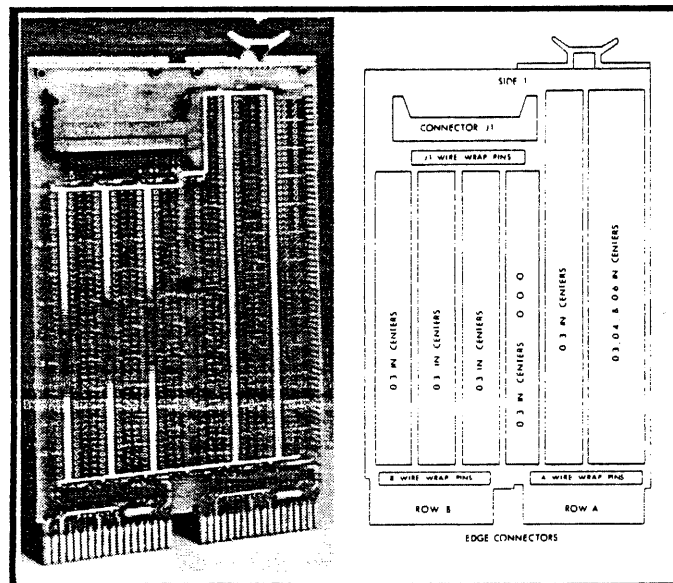 SIDE 1
CONNECTOR J1
J1 WIRE WRAP PINS
0.3 IN CENTERS
0.3 IN CENTERS
0.3 IN CENTERS
0.3 IN CENTERS
0.3 IN CENTERS
0.3, 0.4 & 0.6 IN CENTERS
B WIRE WRAP PINS
A WIRE WRAP PINS
ROW B
ROW A
EDGE CONNECTORS